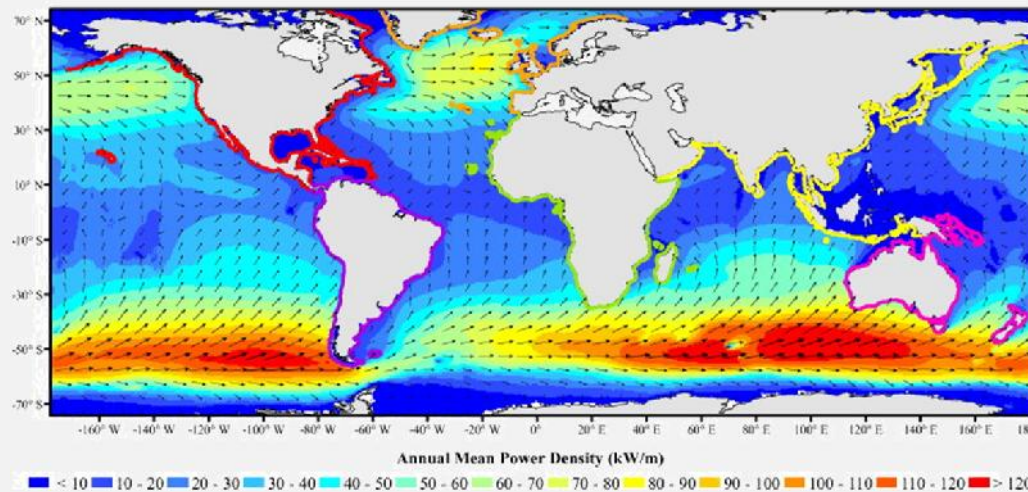 70° N
50° N
30° N
10° N
-10° S
-30° S
-50° S
-70° S
-160° W -140° W -120° W -100° W -80° W -60° W -40° W -20° W 0° E 20° E 40° E 60° E 80° E 100° E 120° E 140° E 160° E 18
Annual Mean Power Density (kW/m)
< 10 10 - 20 20 - 30 30 - 40 40 - 50 50 - 60 60 - 70 70 - 80 80 - 90 90 - 100 100 - 110 110 - 120 > 120